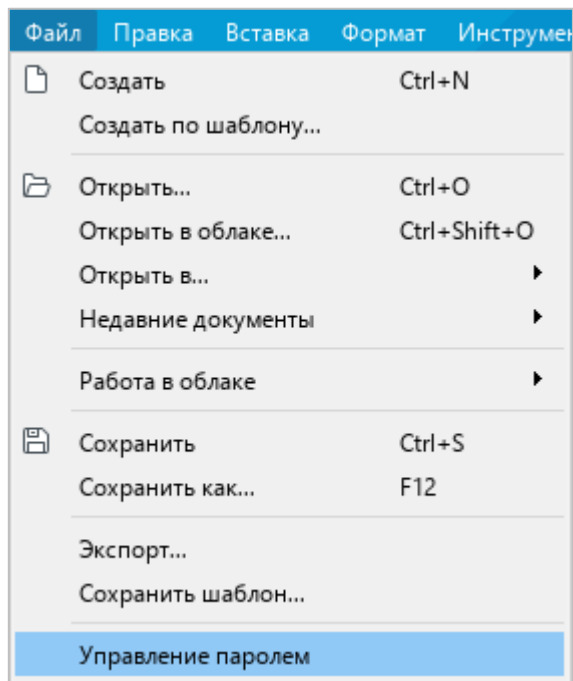 Файл Правка Вставка Формат Инструмен
Создать Ctrl+N
Создать по шаблону...
Открыть... Ctrl+O
Открыть в облаке... Ctrl+Shift+O
Открыть в...
Недавние документы
Работа в облаке
Сохранить Ctrl+S
Сохранить как... F12
Экспорт...
Сохранить шаблон...
Управление паролем